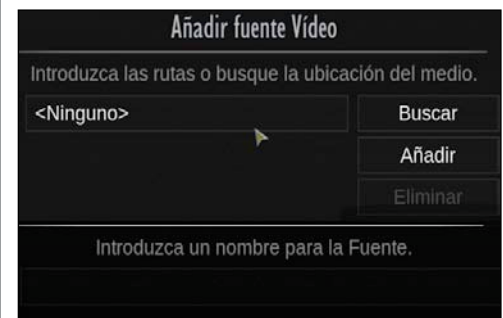 Añadir fuente Vídeo
Introduzca las rutas o busque la ubicación del medio.
<Ninguno>
Buscar
Añadir
Eliminar
Introduzca un nombre para la Fuente.